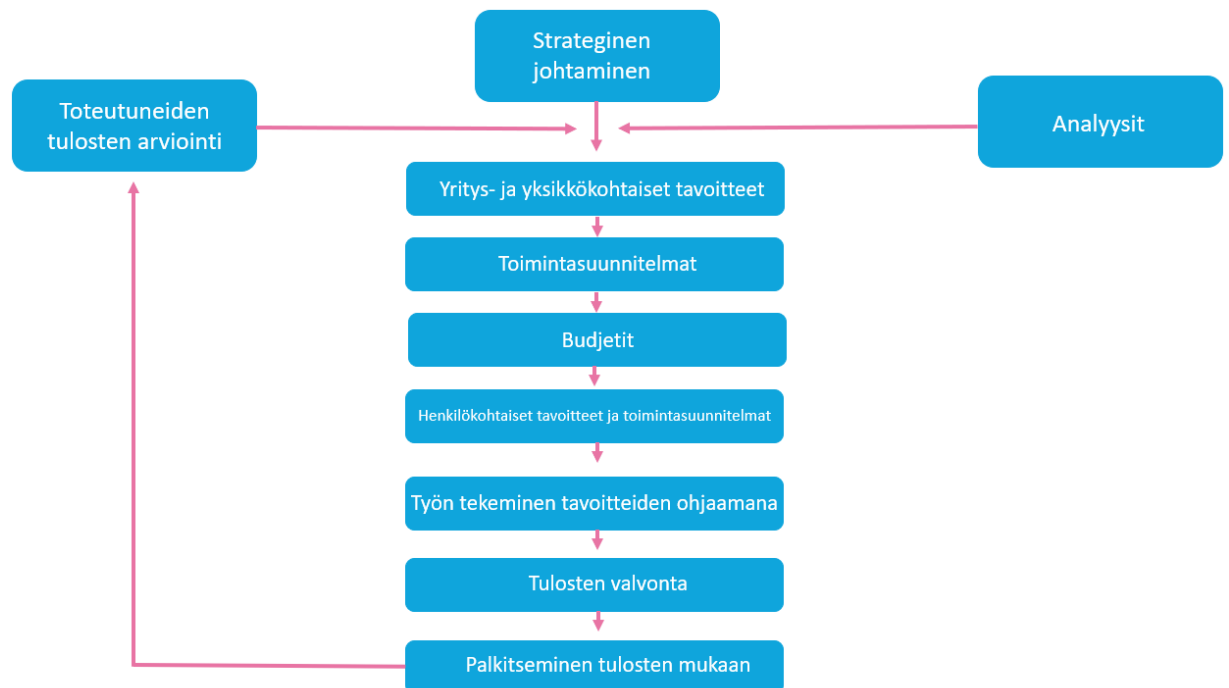 Strateginen
johtaminen
Toteutuneiden
tulosten arviointi
Analyysit
Yritys- ja yksikkökohtaiset tavoitteet
Toimintasuunnitelmat
Budjetit
Henkilökohtaiset tavoitteet ja toimintasuunnitelmat
Työn tekeminen tavoitteiden ohjaamana
Tulosten valvonta
Palkitseminen tulosten mukaan